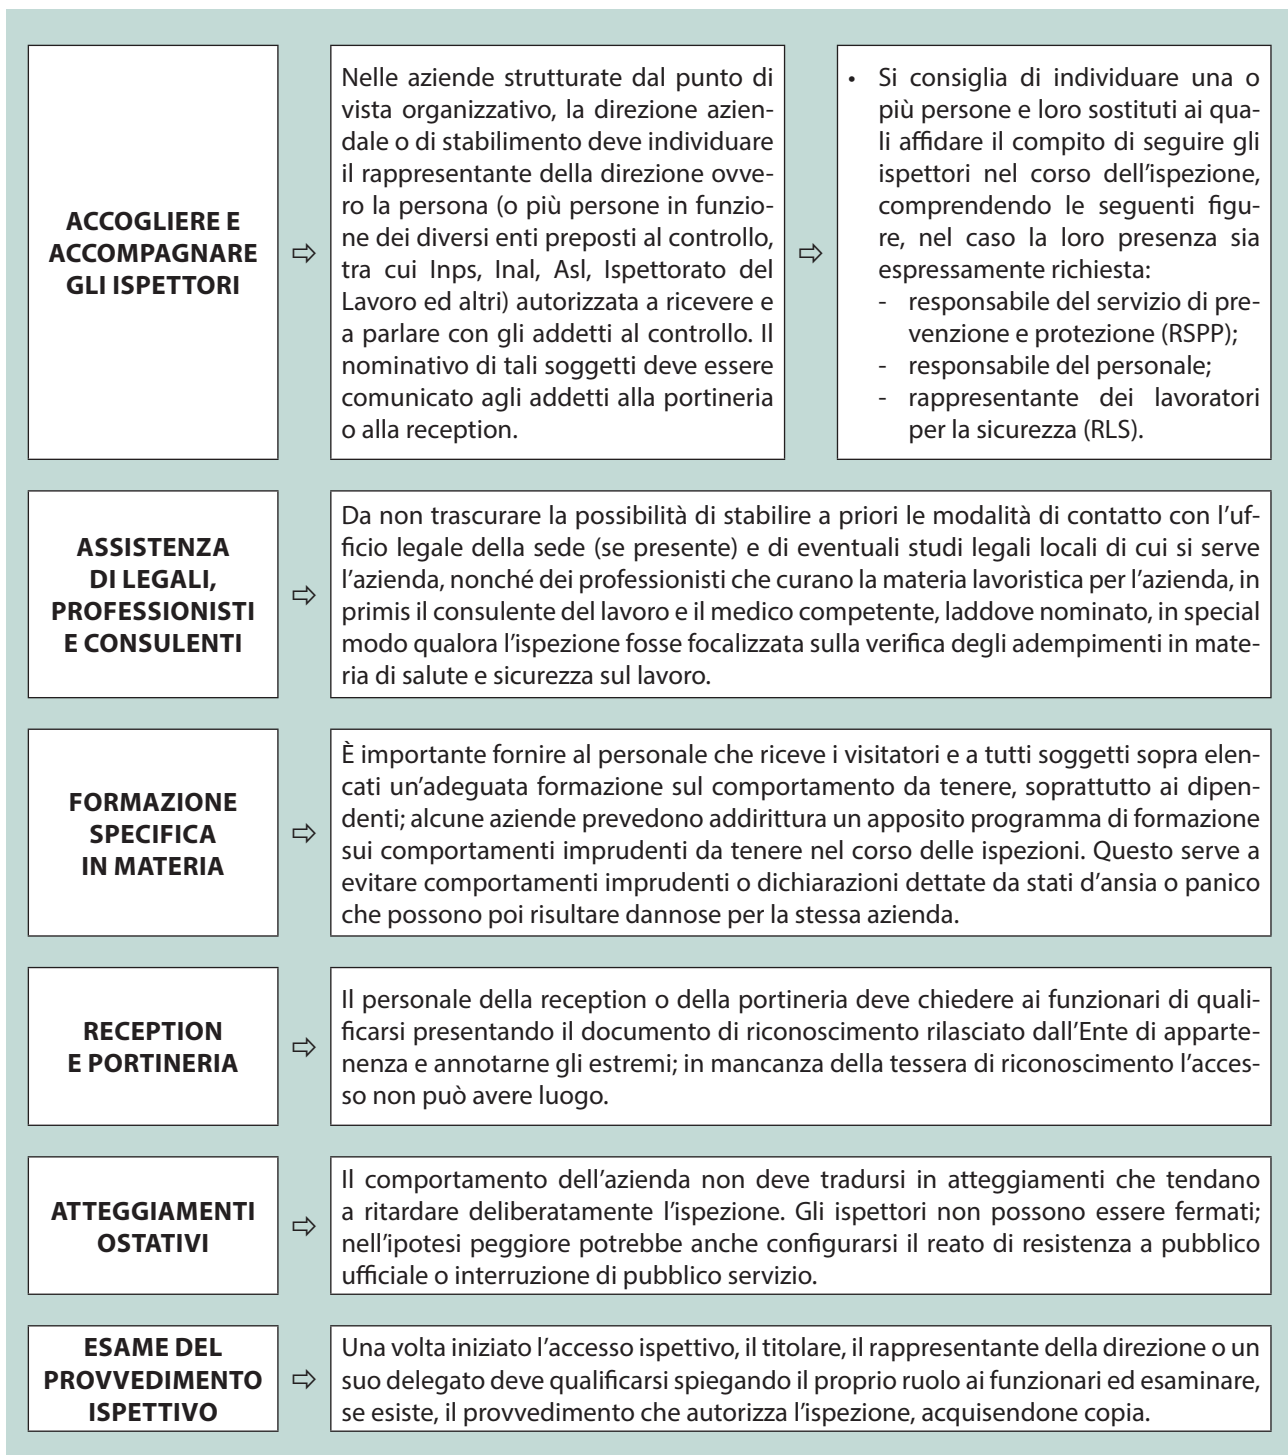 ACCOGLIERE E
ACCOMPAGNARE
GLI ISPETTORI
⇨
Nelle aziende strutturate dal punto di
vista organizzativo, la direzione azien-
dale o di stabilimento deve individuare
il rappresentante della direzione ovve-
ro la persona (o più persone in funzio-
ne dei diversi enti preposti al controllo,
tra cui Inps, Inal, Asl, Ispettorato del
Lavoro ed altri) autorizzata a ricevere e
a parlare con gli addetti al controllo. Il
nominativo di tali soggetti deve essere
comunicato agli addetti alla portineria
o alla reception.
⇨
• Si consiglia di individuare una o
più persone e loro sostituti ai qua-
li affidare il compito di seguire gli
ispettori nel corso dell'ispezione,
comprendendo le seguenti figu-
re, nel caso la loro presenza sia
espressamente richiesta:
- responsabile del servizio di pre-
venzione e protezione (RSPP);
- responsabile del personale;
- rappresentante dei lavoratori
per la sicurezza (RLS).
ASSISTENZA
DI LEGALI,
PROFESSIONISTI
E CONSULENTI
⇨
Da non trascurare la possibilità di stabilire a priori le modalità di contatto con l'uf-
ficio legale della sede (se presente) e di eventuali studi legali locali di cui si serve
l'azienda, nonché dei professionisti che curano la materia lavoristica per l'azienda, in
primis il consulente del lavoro e il medico competente, laddove nominato, in special
modo qualora l'ispezione fosse focalizzata sulla verifica degli adempimenti in mate-
ria di salute e sicurezza sul lavoro.
FORMAZIONE
SPECIFICA
IN MATERIA
⇨
È importante fornire al personale che riceve i visitatori e a tutti soggetti sopra elen-
cati un'adeguata formazione sul comportamento da tenere, soprattutto ai dipen-
denti; alcune aziende prevedono addirittura un apposito programma di formazione
sui comportamenti imprudenti da tenere nel corso delle ispezioni. Questo serve a
evitare comportamenti imprudenti o dichiarazioni dettate da stati d'ansia o panico
che possono poi risultare dannose per la stessa azienda.
RECEPTION
E PORTINERIA
⇨
Il personale della reception o della portineria deve chiedere ai funzionari di quali-
ficarsi presentando il documento di riconoscimento rilasciato dall'Ente di apparte-
nenza e annotarne gli estremi; in mancanza della tessera di riconoscimento l'acces-
so non può avere luogo.
ATTEGGIAMENTI
OSTATIVI
⇨
Il comportamento dell'azienda non deve tradursi in atteggiamenti che tendano
a ritardare deliberatamente l'ispezione. Gli ispettori non possono essere fermati;
nell'ipotesi peggiore potrebbe anche configurarsi il reato di resistenza a pubblico
ufficiale o interruzione di pubblico servizio.
ESAME DEL
PROVVEDIMENTO
ISPETTIVO
⇨
Una volta iniziato l'accesso ispettivo, il titolare, il rappresentante della direzione o un
suo delegato deve qualificarsi spiegando il proprio ruolo ai funzionari ed esaminare,
se esiste, il provvedimento che autorizza l'ispezione, acquisendone copia.